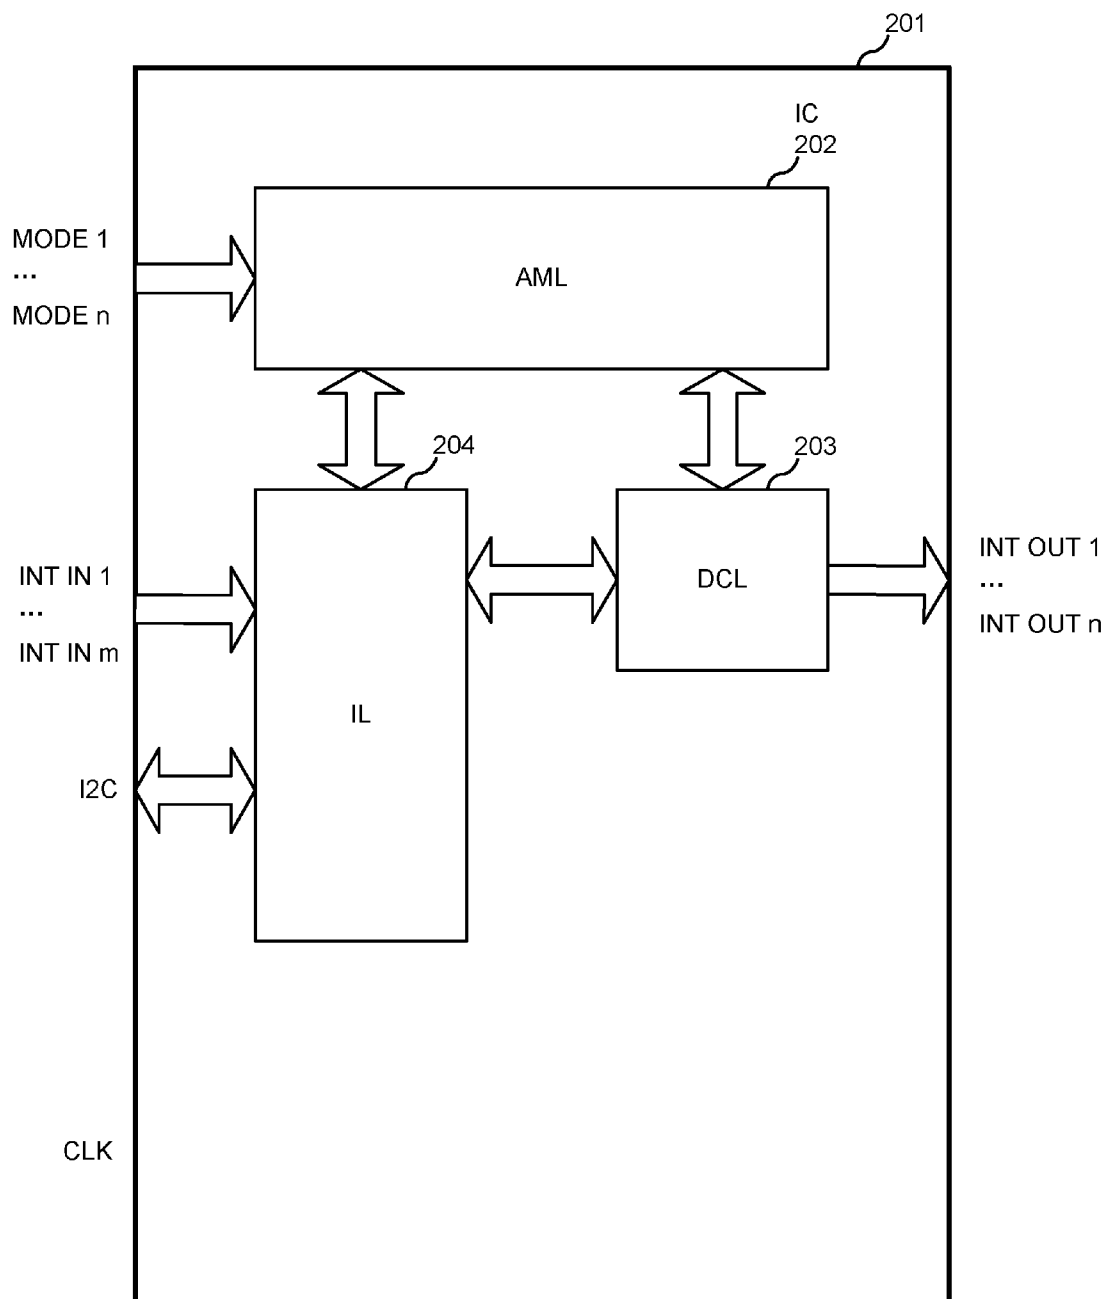 201
IC
202
MODE 1
...
MODE n
AML
204
203
INT IN 1
...
INT IN m
DCL
INT OUT 1
...
INT OUT n
IL
I2C
CLK